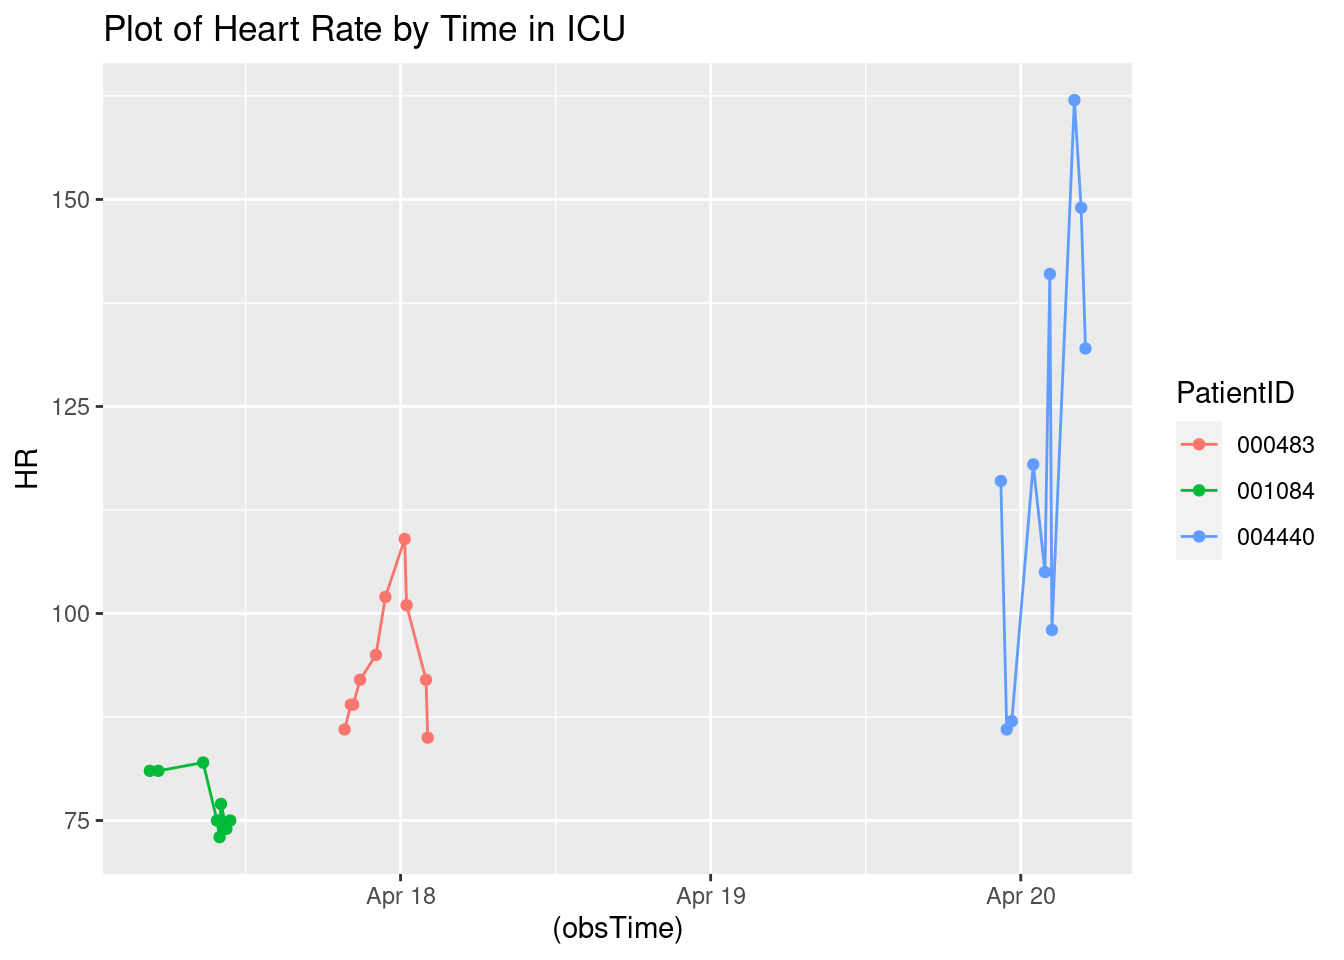 Plot of Heart Rate by Time in ICU
HR
150
125
100
75
Apr 18
Apr 19
Apr 20
(obsTime)
PatientID
000483
001084
004440